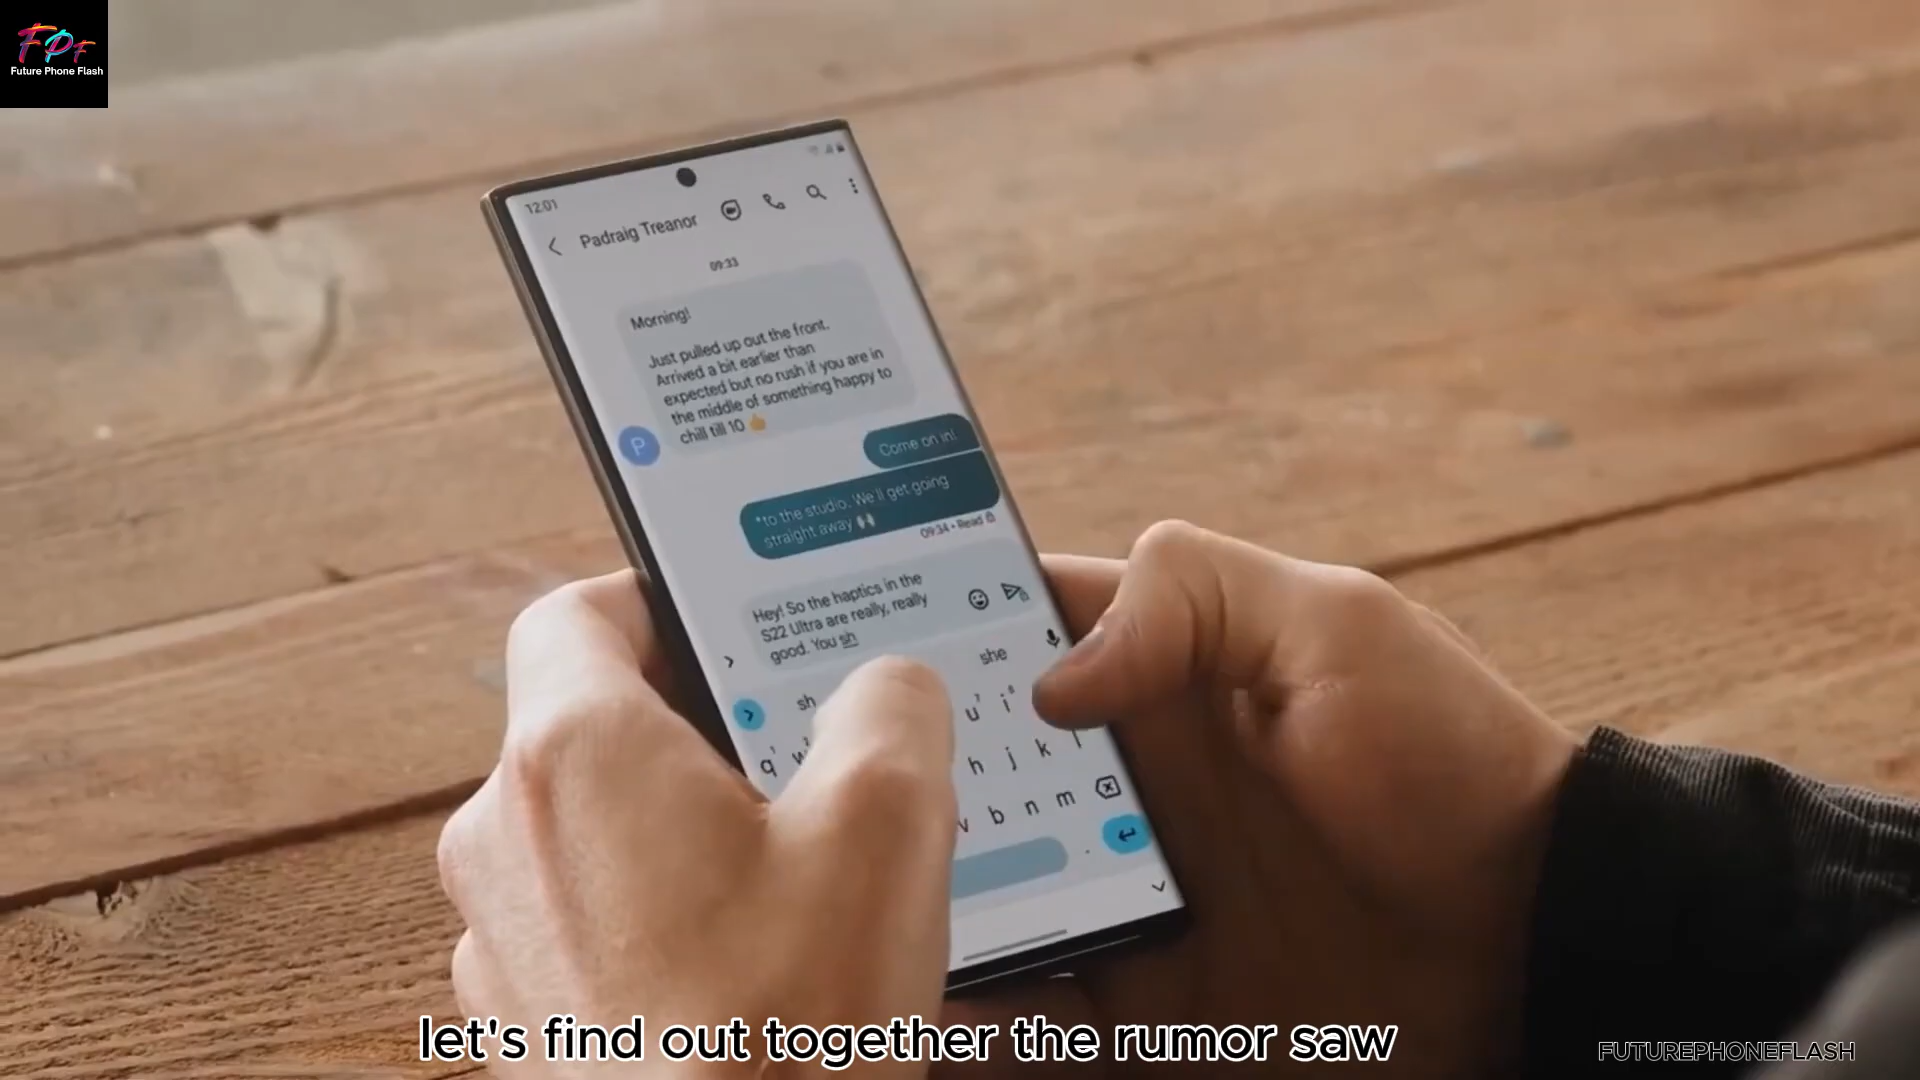 FPF
Future Phone Flash
12:01
Padraig Treanor
09:33
Morning!
Just pulled up out the front.
Arrived a bit earlier than
expected but no rush if you are in
the middle of something happy to
chill till 10 👍
P
Come on in!
*to the studio. We'll get going
straight away 🙌
09:34 • Read
Hey! So the haptics in the
S22 Ultra are really, really
good. You sh
sh she
q 1 w 2 u 7 i 8
h j k l
v b n m
.
let's find out together the rumor saw
FUTUREPHONEFLASH